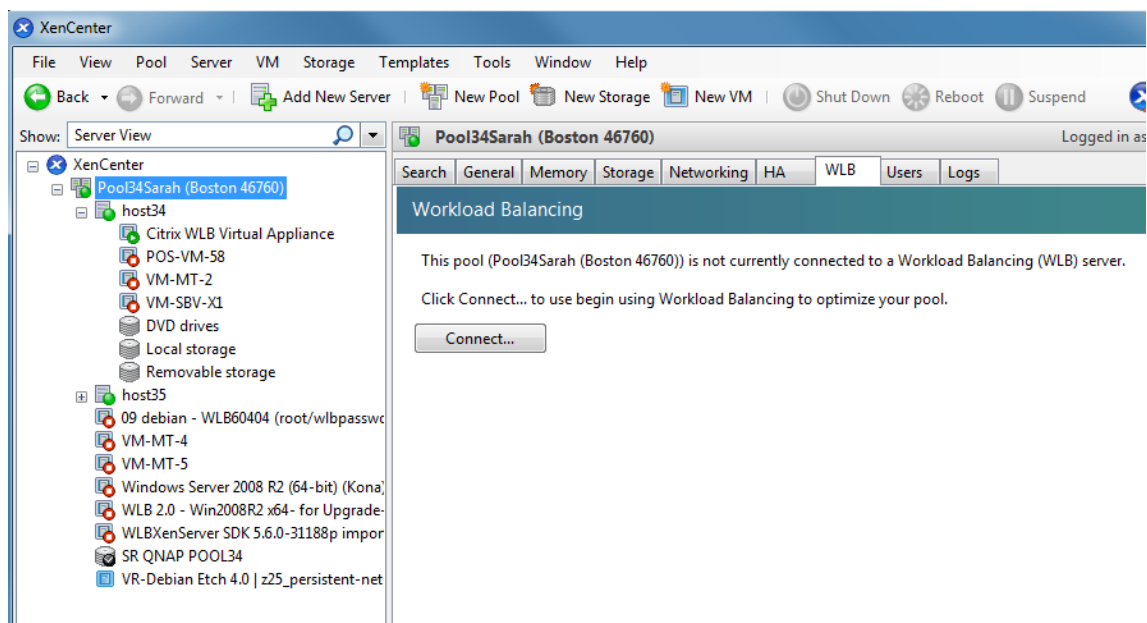 XenCenter
File View Pool Server VM Storage Templates Tools Window Help
Back Forward Add New Server New Pool New Storage New VM Shut Down Reboot Suspend
Show: Server View
Pool34Sarah (Boston 46760) Logged in as
XenCenter
Pool34Sarah (Boston 46760)
host34
Citrix WLB Virtual Appliance
POS-VM-58
VM-MT-2
VM-SBV-X1
DVD drives
Local storage
Removable storage
host35
09 debian - WLB60404 (root/wlbpasswo
VM-MT-4
VM-MT-5
Windows Server 2008 R2 (64-bit) (Kona)
WLB 2.0 - Win2008R2 x64- for Upgrade-
WLBXenServer SDK 5.6.0-31188p impor
SR QNAP POOL34
VR-Debian Etch 4.0 | z25_persistent-net
Search General Memory Storage Networking HA WLB Users Logs
Workload Balancing
This pool (Pool34Sarah (Boston 46760)) is not currently connected to a Workload Balancing (WLB) server.
Click Connect... to use begin using Workload Balancing to optimize your pool.
Connect...